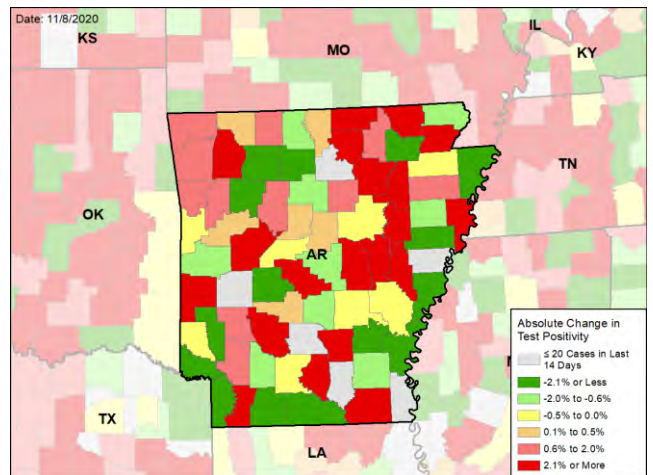 Date: 11/8/2020
KS
MO
IL
KY
OK
AR
TN
TX
LA
Absolute Change in
Test Positivity
≤ 20 Cases in Last
14 Days
-2.1% or Less
-2.0% to -0.6%
-0.5% to 0.0%
0.1% to 0.5%
0.6% to 2.0%
2.1% or More